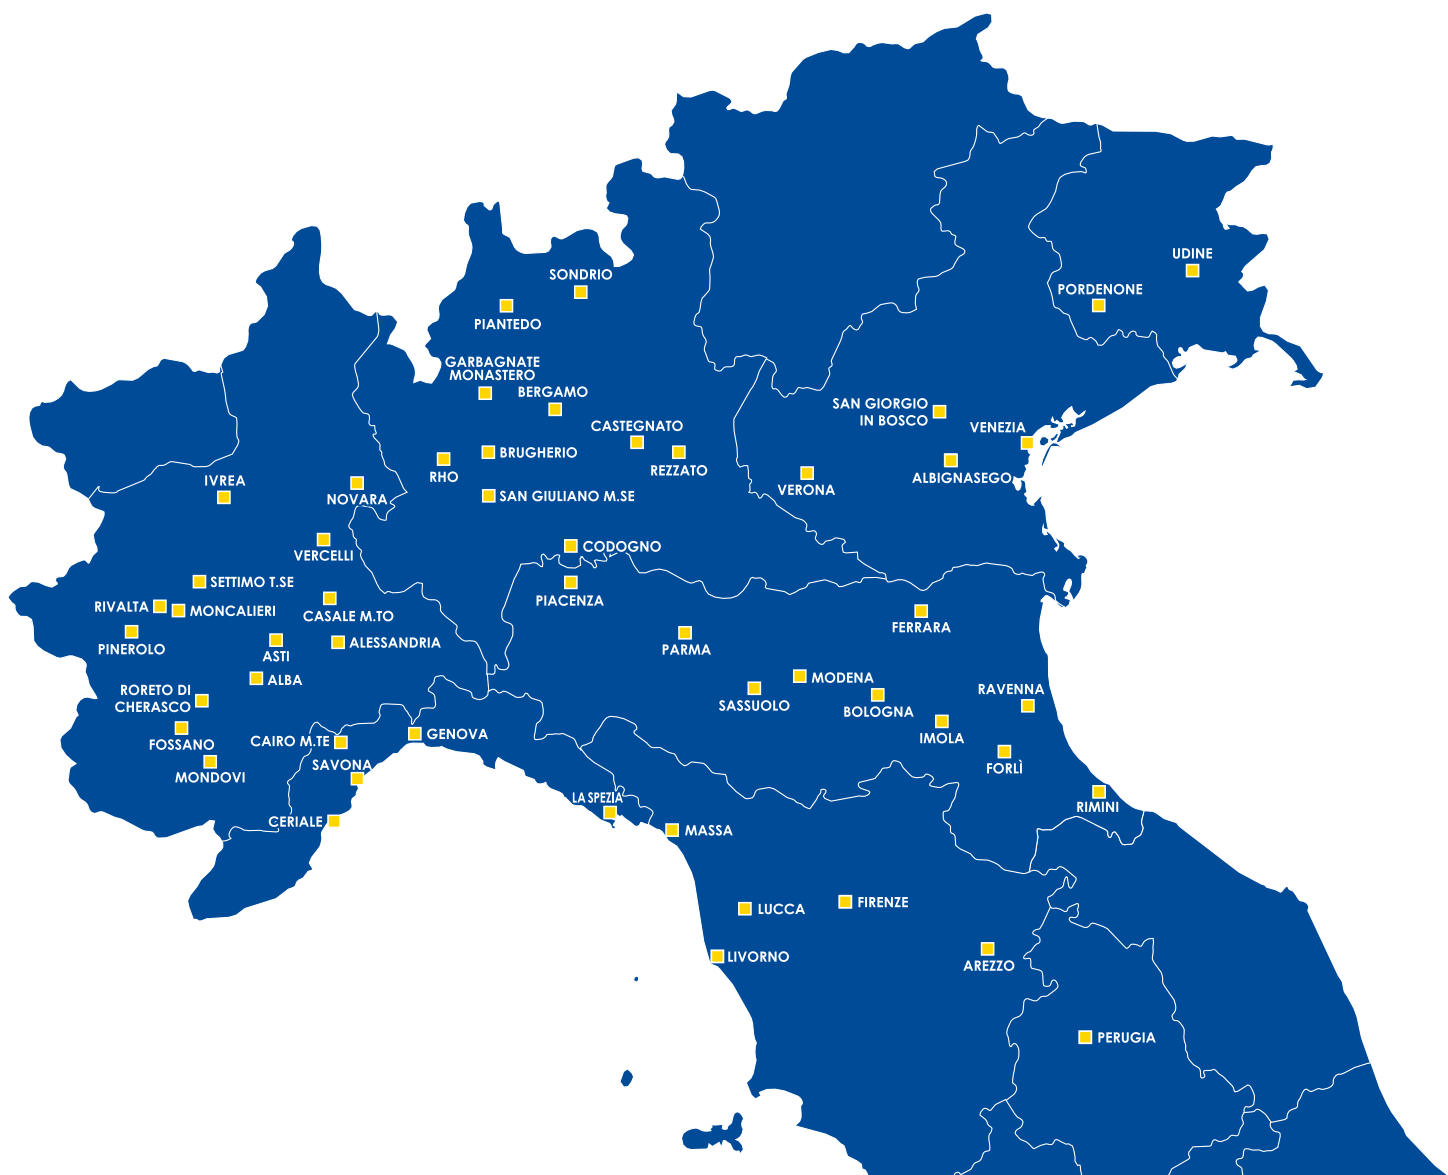 UDINE
SONDRIO
PORDENONE
PIANTEDO
GARBAGNATE
MONASTERO
BERGAMO
SAN GIORGIO
IN BOSCO
CASTEGNATO
VENEZIA
BRUGHERIO
REZZATO
RHO
ALBIGNASEGO
IVREA
VERONA
NOVARA
SAN GIULIANO M.SE
CODOGNO
VERCELLI
SETTIMO T.SE
PIACENZA
RIVALTA
MONCALIERI
CASALE M.TO
FERRARA
ALESSANDRIA
PINEROLO
ASTI
PARMA
ALBA
MODENA
RORETO DI
CHERASCO
RAVENNA
SASSUOLO
BOLOGNA
GENOVA
IMOLA
CAIRO M.TE
FOSSANO
SAVONA
FORLÌ
MONDOVI
LA SPEZIA
RIMINI
CERIALE
MASSA
FIRENZE
LUCCA
LIVORNO
AREZZO
PERUGIA